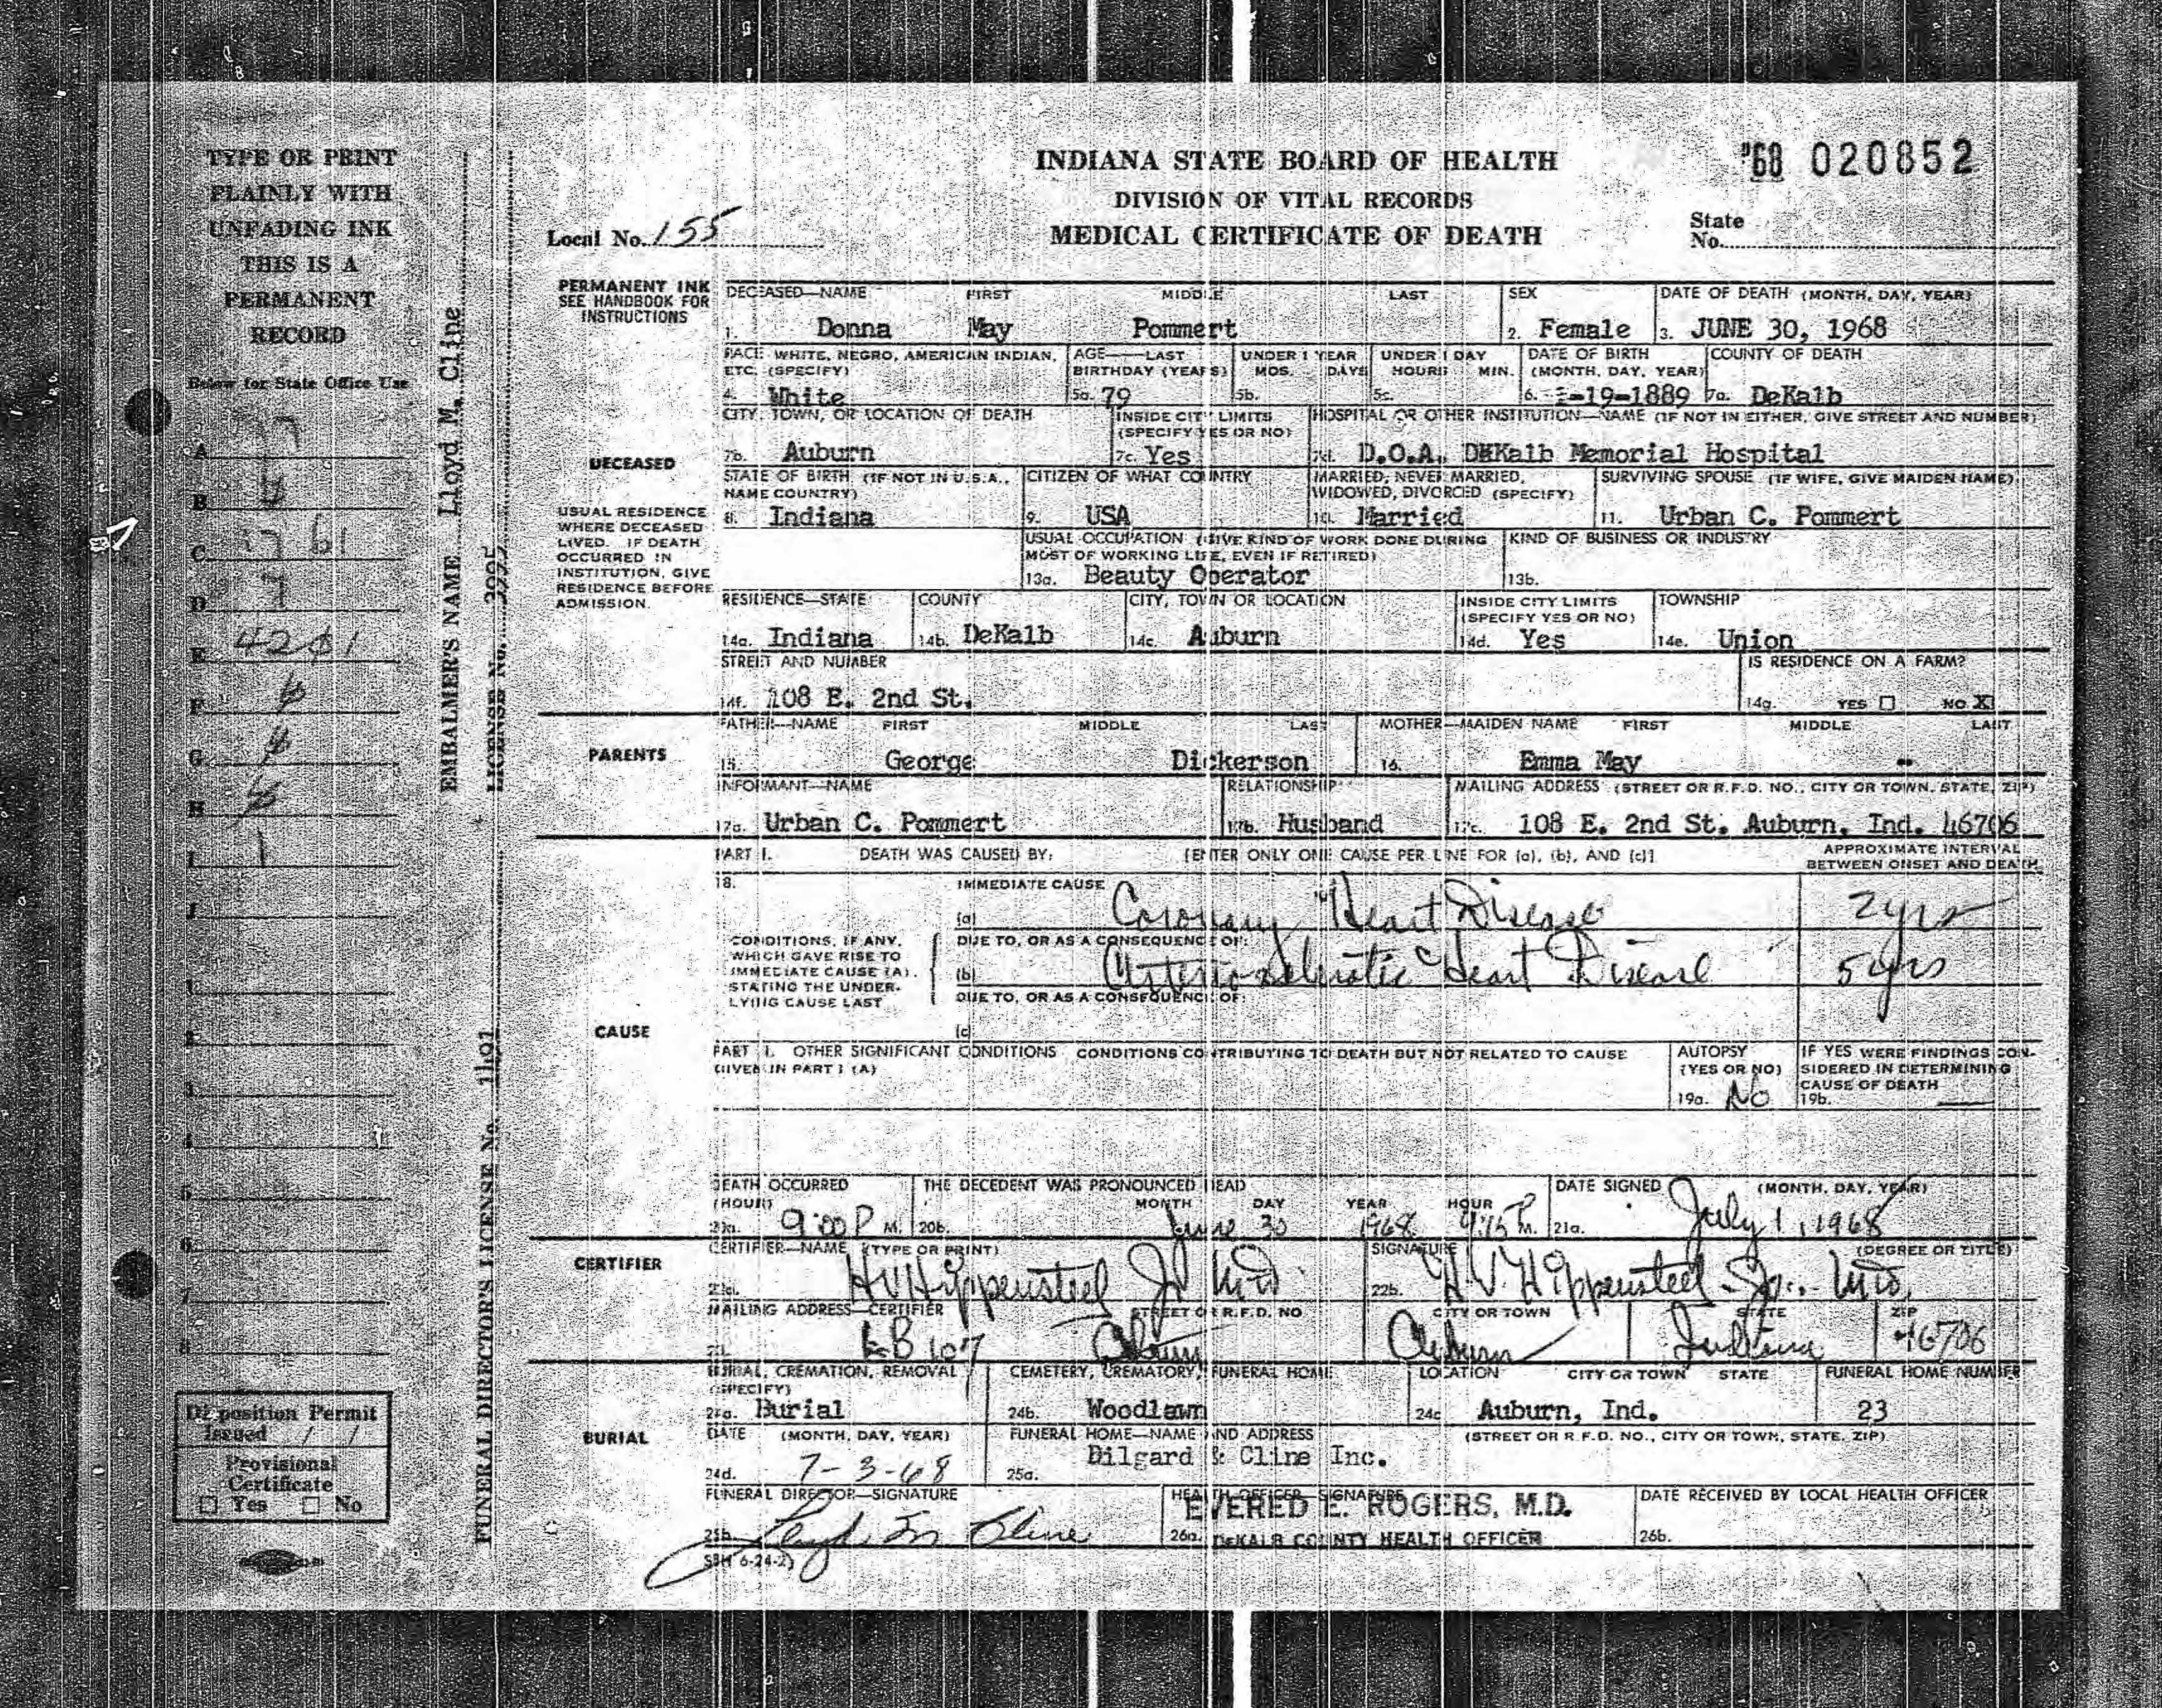 TYPE OR PRINT
PLAINLY WITH
UNFADING INK
THIS IS A
PERMANENT
RECORD
Below for State Office Use
A 77
B
C 17 61
D 7
E
F
G
H
I 1
J
Disposition Permit
Issued / /
Provisional
Certificate
☐ Yes ☐ No
EMBALMER'S NAME Lloyd M. Cline
LICENSE No.
FUNERAL DIRECTOR'S LICENSE No.
INDIANA STATE BOARD OF HEALTH
'68 020852
DIVISION OF VITAL RECORDS
Local No. 155
MEDICAL CERTIFICATE OF DEATH
State
No.
PERMANENT INK
SEE HANDBOOK FOR
INSTRUCTIONS
DECEASED—NAME FIRST MIDDLE LAST SEX DATE OF DEATH (MONTH, DAY, YEAR)
1. Donna May Pommert 2. Female 3. JUNE 30, 1968
RACE WHITE, NEGRO, AMERICAN INDIAN, AGE—LAST UNDER 1 YEAR UNDER 1 DAY DATE OF BIRTH COUNTY OF DEATH
ETC. (SPECIFY) BIRTHDAY (YEARS) MOS. DAYS HOURS MIN. (MONTH, DAY, YEAR)
4. White 5a. 79 5b. 5c. 6. -19-1889 7a. DeKalb
CITY, TOWN, OR LOCATION OF DEATH INSIDE CITY LIMITS HOSPITAL OR OTHER INSTITUTION—NAME (IF NOT IN EITHER, GIVE STREET AND NUMBER)
(SPECIFY YES OR NO)
7b. Auburn 7c. Yes 7d. D.O.A. DEKalb Memorial Hospital
DECEASED
STATE OF BIRTH (IF NOT IN U.S.A., CITIZEN OF WHAT COUNTRY MARRIED, NEVER MARRIED, SURVIVING SPOUSE (IF WIFE, GIVE MAIDEN NAME)
NAME COUNTRY) WIDOWED, DIVORCED (SPECIFY)
8. Indiana 9. USA 10. Married 11. Urban C. Pommert
USUAL RESIDENCE
WHERE DECEASED
LIVED. IF DEATH
OCCURRED IN
INSTITUTION, GIVE
RESIDENCE BEFORE
ADMISSION.
USUAL OCCUPATION (GIVE KIND OF WORK DONE DURING KIND OF BUSINESS OR INDUSTRY
MOST OF WORKING LIFE, EVEN IF RETIRED)
13a. Beauty Operator 13b.
RESIDENCE—STATE COUNTY CITY, TOWN OR LOCATION INSIDE CITY LIMITS TOWNSHIP
(SPECIFY YES OR NO)
14a. Indiana 14b. DeKalb 14c. Auburn 14d. Yes 14e. Union
STREET AND NUMBER IS RESIDENCE ON A FARM?
14f. 108 E. 2nd St. 14g. YES ☐ NO X
FATHER—NAME FIRST MIDDLE LAST MOTHER—MAIDEN NAME FIRST MIDDLE LAST
PARENTS
15. George Dickerson 16. Emma May -
INFORMANT—NAME RELATIONSHIP MAILING ADDRESS (STREET OR R.F.D. NO., CITY OR TOWN, STATE, ZIP)
17a. Urban C. Pommert 17b. Husband 17c. 108 E. 2nd St. Auburn, Ind. 46706
PART I. DEATH WAS CAUSED BY: [ENTER ONLY ONE CAUSE PER LINE FOR (a), (b), AND (c)] APPROXIMATE INTERVAL
BETWEEN ONSET AND DEATH
18. IMMEDIATE CAUSE
(a) Coronary Heart Disease 2 yrs
CONDITIONS, IF ANY,
WHICH GAVE RISE TO
IMMEDIATE CAUSE (A),
STATING THE UNDER-
LYING CAUSE LAST
DUE TO, OR AS A CONSEQUENCE OF:
(b) Arteriosclerotic Heart Disease 5 yrs
DUE TO, OR AS A CONSEQUENCE OF:
CAUSE
(c)
PART I. OTHER SIGNIFICANT CONDITIONS CONDITIONS CONTRIBUTING TO DEATH BUT NOT RELATED TO CAUSE AUTOPSY IF YES WERE FINDINGS CON-
GIVEN IN PART I (A) (YES OR NO) SIDERED IN DETERMINING
CAUSE OF DEATH
19a. No 19b.
DEATH OCCURRED THE DECEDENT WAS PRONOUNCED DEAD DATE SIGNED (MONTH, DAY, YEAR)
(HOUR) MONTH DAY YEAR HOUR
20a. 9:00 P M. 20b. June 30 1968 9:15 P M. 21a. July 1, 1968
CERTIFIER—NAME (TYPE OR PRINT) SIGNATURE (DEGREE OR TITLE)
CERTIFIER
22a. HV Hippensteel Jr MD 22b. H.V. Hippensteel Jr. MD
MAILING ADDRESS—CERTIFIER STREET OR R.F.D. NO CITY OR TOWN STATE ZIP
107 Auburn Indiana 46706
BURIAL, CREMATION, REMOVAL CEMETERY, CREMATORY, FUNERAL HOME LOCATION CITY OR TOWN STATE FUNERAL HOME NUMBER
(SPECIFY)
24a. Burial 24b. Woodlawn 24c Auburn, Ind. 23
BURIAL
DATE (MONTH, DAY, YEAR) FUNERAL HOME—NAME AND ADDRESS (STREET OR R.F.D. NO., CITY OR TOWN, STATE, ZIP)
24d. 7-3-68 25a. Dilgard & Cline Inc.
FUNERAL DIRECTOR—SIGNATURE HEALTH OFFICER—SIGNATURE DATE RECEIVED BY LOCAL HEALTH OFFICER
EVERED E. ROGERS, M.D.
25b. Lloyd M Cline 26a. DeKALB COUNTY HEALTH OFFICER 26b.
SBH 6-24-2